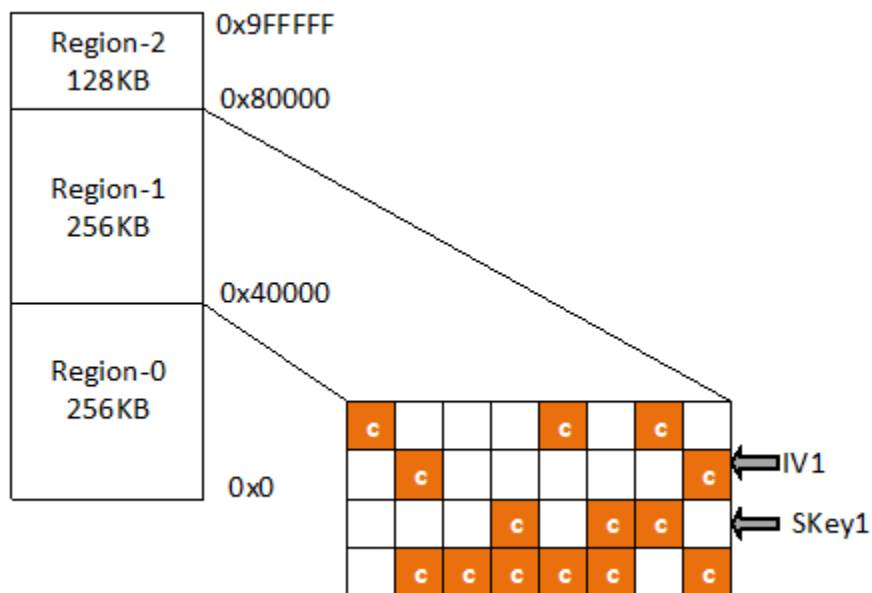 Region-2
128KB
0x9FFFFF
0x80000
Region-1
256KB
0x40000
Region-0
256KB
0x0
c c c
c c
IV1
c c c
SKey1
c c c c c c